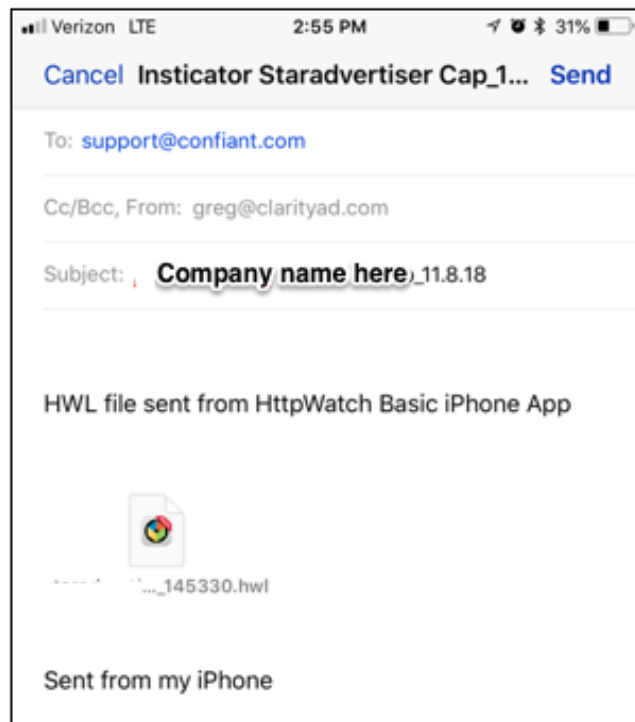 Verizon LTE 2:55 PM 31%
Cancel Insticator Staradvertiser Cap_1... Send
To: support@confiant.com
Cc/Bcc, From: greg@clarityad.com
Subject: Company name here _11.8.18
HWL file sent from HttpWatch Basic iPhone App
..._145330.hwl
Sent from my iPhone